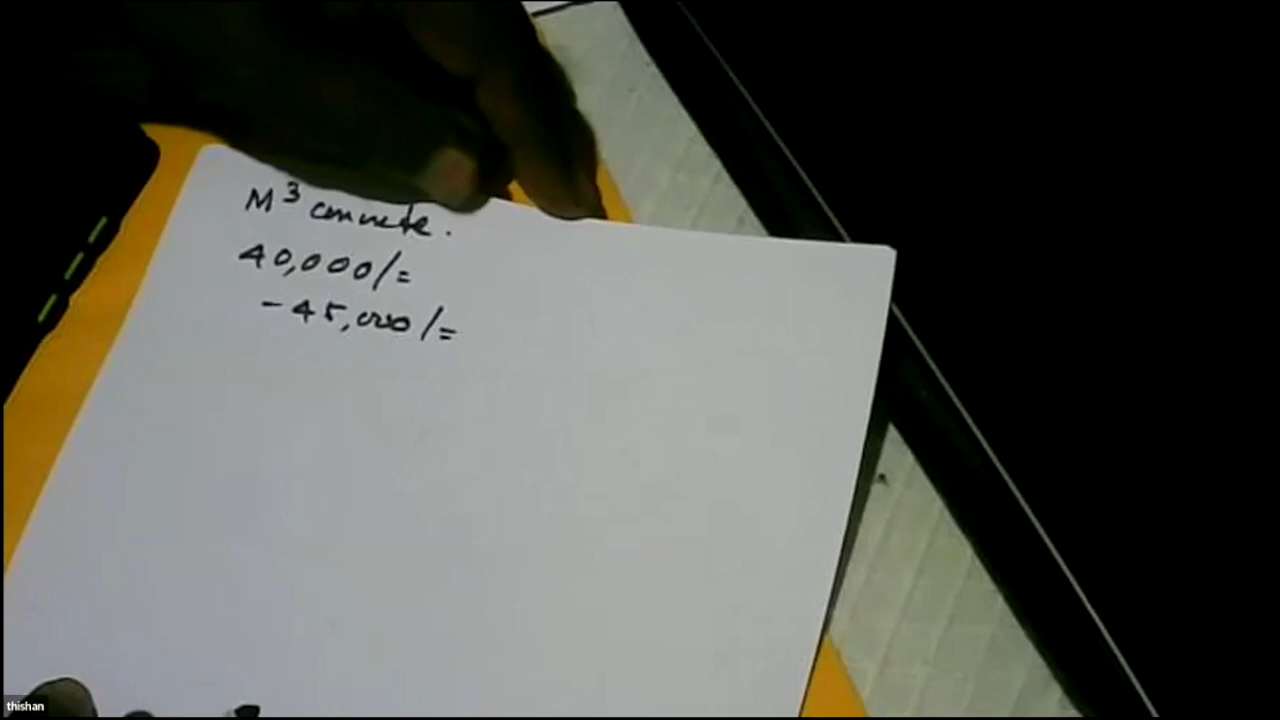 M³ concrete.
40,000/=
-45,000/=
thishan